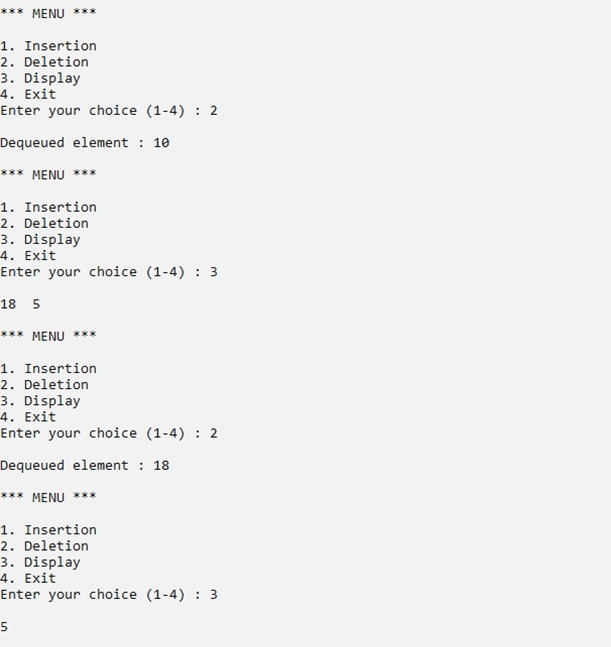 *** MENU ***
1. Insertion
2. Deletion
3. Display
4. Exit
Enter your choice (1-4) : 2
Dequeued element : 10
*** MENU ***
1. Insertion
2. Deletion
3. Display
4. Exit
Enter your choice (1-4) : 3
18  5
*** MENU ***
1. Insertion
2. Deletion
3. Display
4. Exit
Enter your choice (1-4) : 2
Dequeued element : 18
*** MENU ***
1. Insertion
2. Deletion
3. Display
4. Exit
Enter your choice (1-4) : 3
5